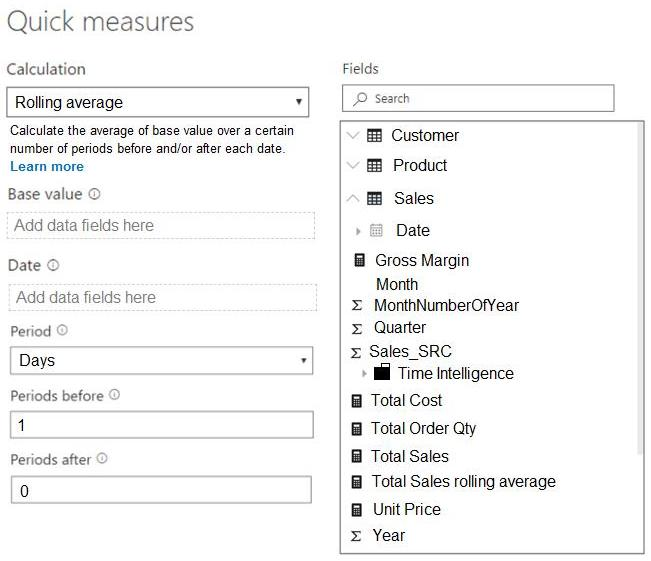 Quick measures
Calculation
Rolling average
Calculate the average of base value over a certain
number of periods before and/or after each date.
Learn more
Base value
Add data fields here
Date
Add data fields here
Period
Days
Periods before
1
Periods after
0
Fields
Search
Customer
Product
Sales
Date
Gross Margin
Month
Σ MonthNumberOfYear
Σ Quarter
Σ Sales_SRC
Time Intelligence
Total Cost
Total Order Qty
Total Sales
Total Sales rolling average
Unit Price
Σ Year